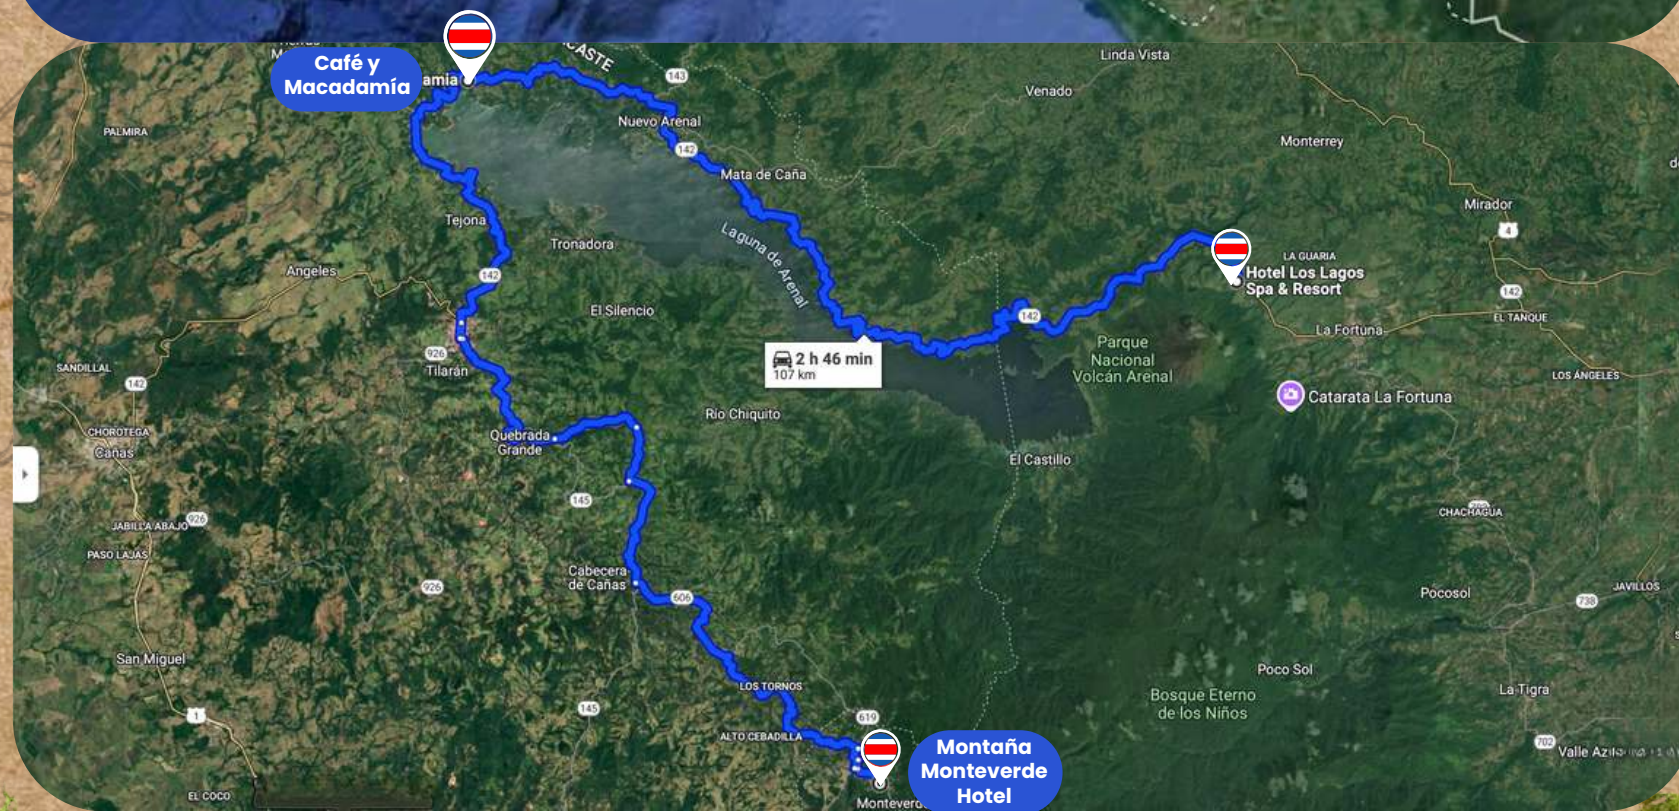 Café y
Macadamía
Linda Vista
143
Venado
Nuevo Arenal
PALMIRA
142
Monterrey
Mata de Caña
Mirador
4
Tejona
Tronadora
Laguna de Arenal
LA GUARIA
Hotel Los Lagos
Spa & Resort
Angeles
142
142
El Silencio
142
EL TANQUE
La Fortuna
Parque
Nacional
Volcán Arenal
2 h 46 min
107 km
926
Tilarán
SANDILLAL
142
LOS ÁNGELES
Catarata La Fortuna
Río Chiquito
CHOROTEGA
Cañas
Quebrada
Grande
El Castillo
145
CHACHAGUA
JABILLA ABAJO
926
PASO LAJAS
Cabecera
de Cañas
926
606
Pocosol
738
JAVILLOS
San Miguel
Poco Sol
LOS TORNOS
La Tigra
Bosque Eterno
de los Niños
145
1
619
ALTO CEBADILLA
702
Montaña
Monteverde
Hotel
EL COCO